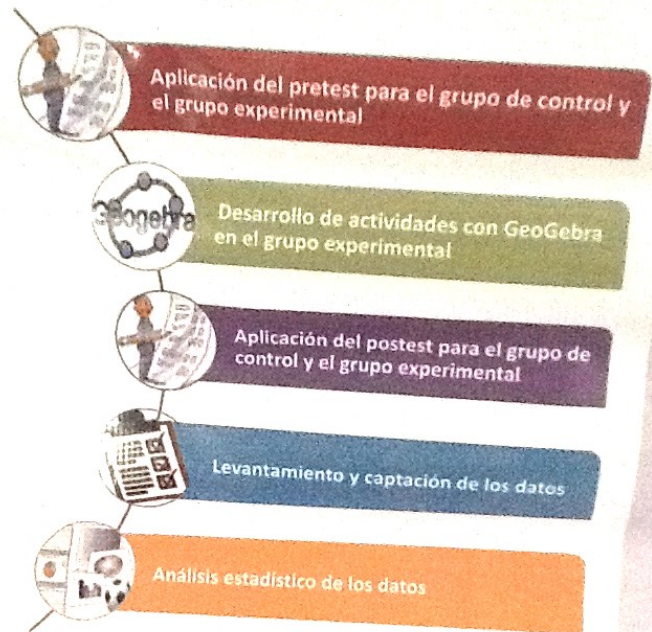 Aplicación del pretest para el grupo de control y
el grupo experimental
Geogebra
Desarrollo de actividades con GeoGebra
en el grupo experimental
Aplicación del postest para el grupo de
control y el grupo experimental
Levantamiento y captación de los datos
Análisis estadístico de los datos